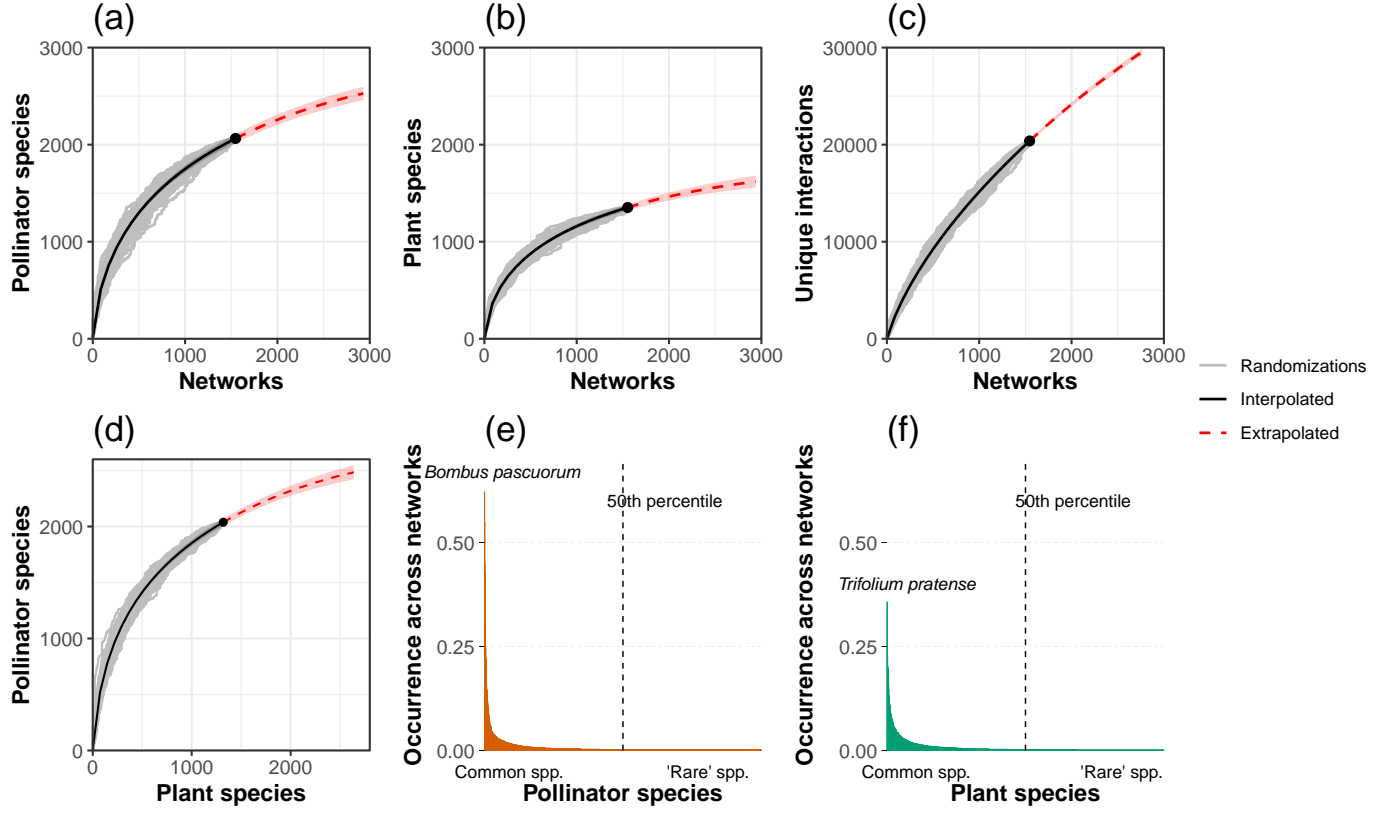 (a)
3000
2000
1000
0
0 1000 2000 3000
Pollinator species
Networks
(b)
3000
2000
1000
0
0 1000 2000 3000
Plant species
Networks
(c)
30000
20000
10000
0
0 1000 2000 3000
Unique interactions
Networks
Randomizations
Interpolated
Extrapolated
(d)
2000
1000
0
0 1000 2000
Pollinator species
Plant species
(e)
Bombus pascuorum
50th percentile
0.50
0.25
0.00
Occurrence across networks
Common spp. 'Rare' spp.
Pollinator species
(f)
50th percentile
0.50
Trifolium pratense
0.25
0.00
Occurrence across networks
Common spp. 'Rare' spp.
Plant species